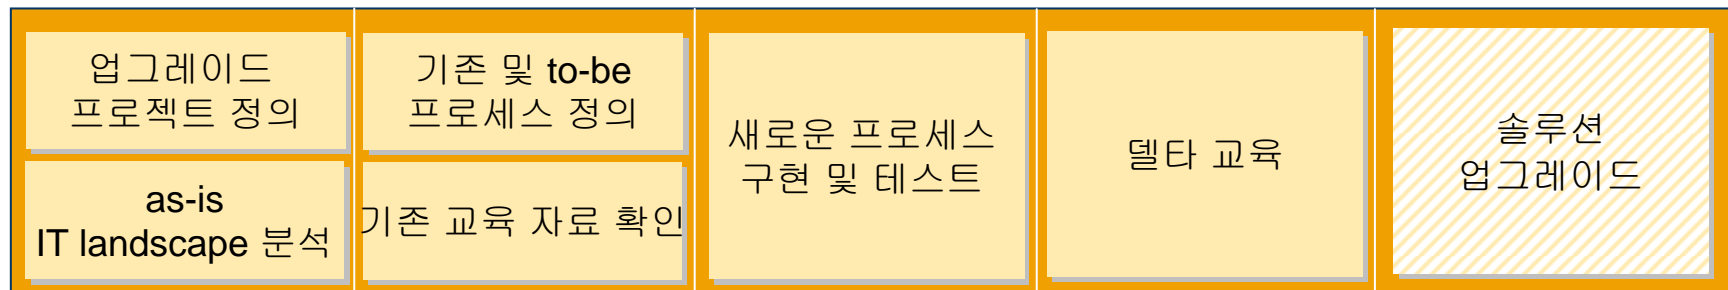 업그레이드
프로젝트 정의
as-is
IT landscape 분석
기존 및 to-be
프로세스 정의
기존 교육 자료 확인
새로운 프로세스
구현 및 테스트
델타 교육
솔루션
업그레이드